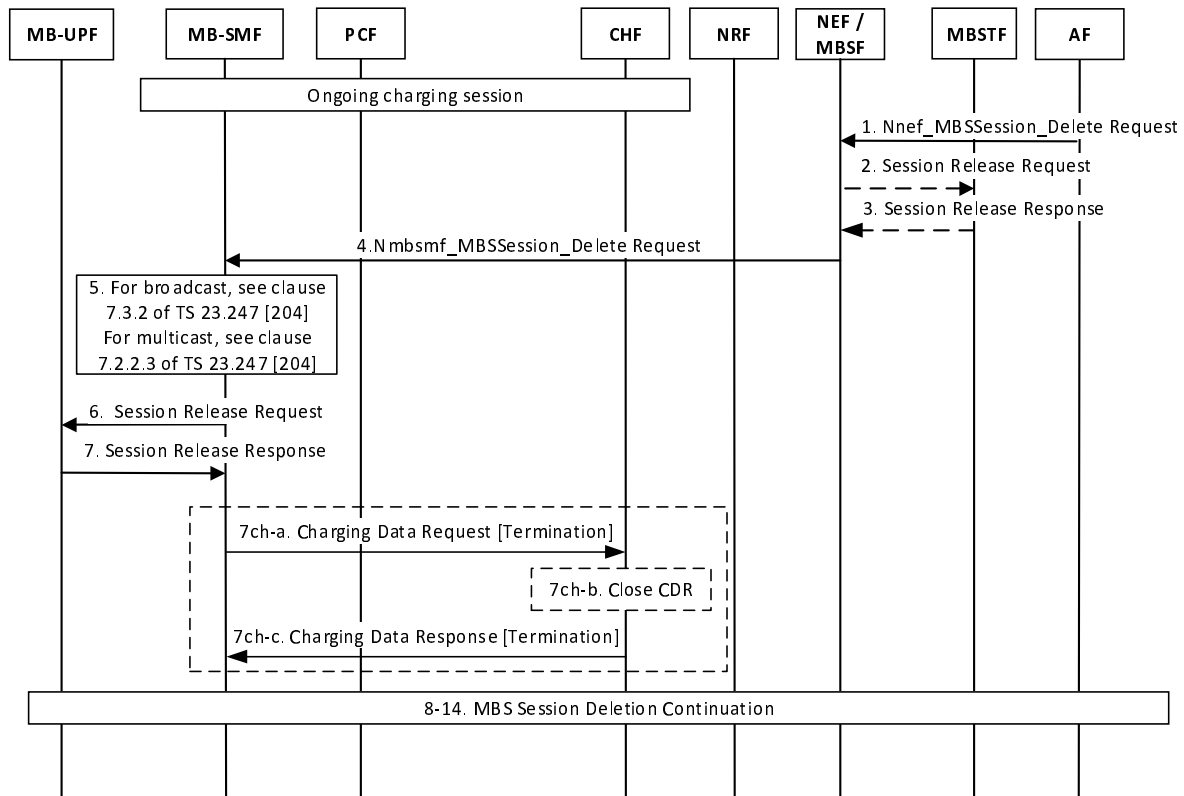 MB-UPF
MB-SMF
PCF
CHF
NRF
NEF /
MBSF
MBSTF
AF
Ongoing charging session
1. Nnef_MBSSession_Delete Request
2. Session Release Request
3. Session Release Response
4.Nmbsmf_MBSSession_Delete Request
5. For broadcast, see clause
7.3.2 of TS 23.247 [204]
For multicast, see clause
7.2.2.3 of TS 23.247 [204]
6. Session Release Request
7. Session Release Response
7ch-a. Charging Data Request [Termination]
7ch-b. Close CDR
7ch-c. Charging Data Response [Termination]
8-14. MBS Session Deletion Continuation